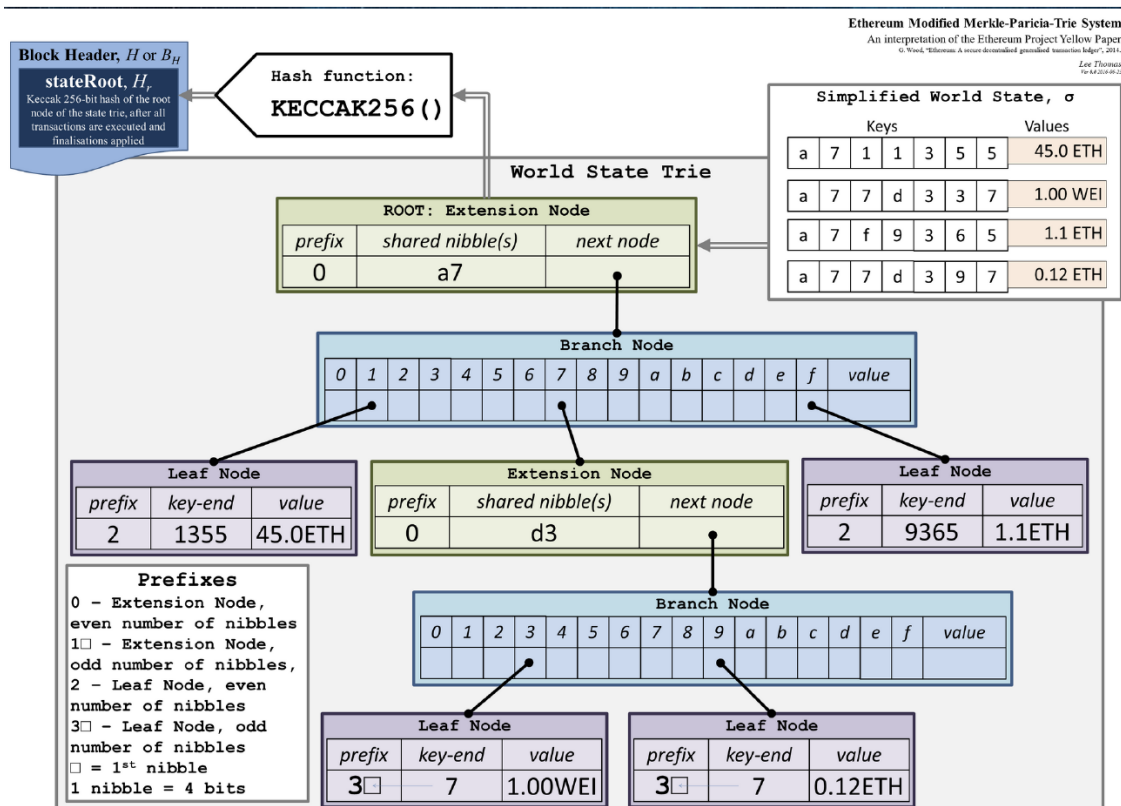 Ethereum Modified Merkle-Paricia-Trie System
An interpretation of the Ethereum Project Yellow Paper
G. Wood, "Ethereum: A secure decentralised generalised transaction ledger", 2014.
Lee Thomas
Block Header, H or B_H
stateRoot, H_r
Keccak 256-bit hash of the root
node of the state trie, after all
transactions are executed and
finalisations applied
Hash function:
KECCAK256()
Simplified World State, σ
Keys Values
a 7 1 1 3 5 5 45.0 ETH
a 7 7 d 3 3 7 1.00 WEI
a 7 f 9 3 6 5 1.1 ETH
a 7 7 d 3 9 7 0.12 ETH
World State Trie
ROOT: Extension Node
prefix shared nibble(s) next node
0 a7
Branch Node
0 1 2 3 4 5 6 7 8 9 a b c d e f value
Leaf Node
prefix key-end value
2 1355 45.0ETH
Extension Node
prefix shared nibble(s) next node
0 d3
Leaf Node
prefix key-end value
2 9365 1.1ETH
Branch Node
0 1 2 3 4 5 6 7 8 9 a b c d e f value
Leaf Node
prefix key-end value
3□ 7 1.00WEI
Leaf Node
prefix key-end value
3□ 7 0.12ETH
Prefixes
0 – Extension Node,
even number of nibbles
1□ – Extension Node,
odd number of nibbles,
2 – Leaf Node, even
number of nibbles
3□ – Leaf Node, odd
number of nibbles
□ = 1st nibble
1 nibble = 4 bits